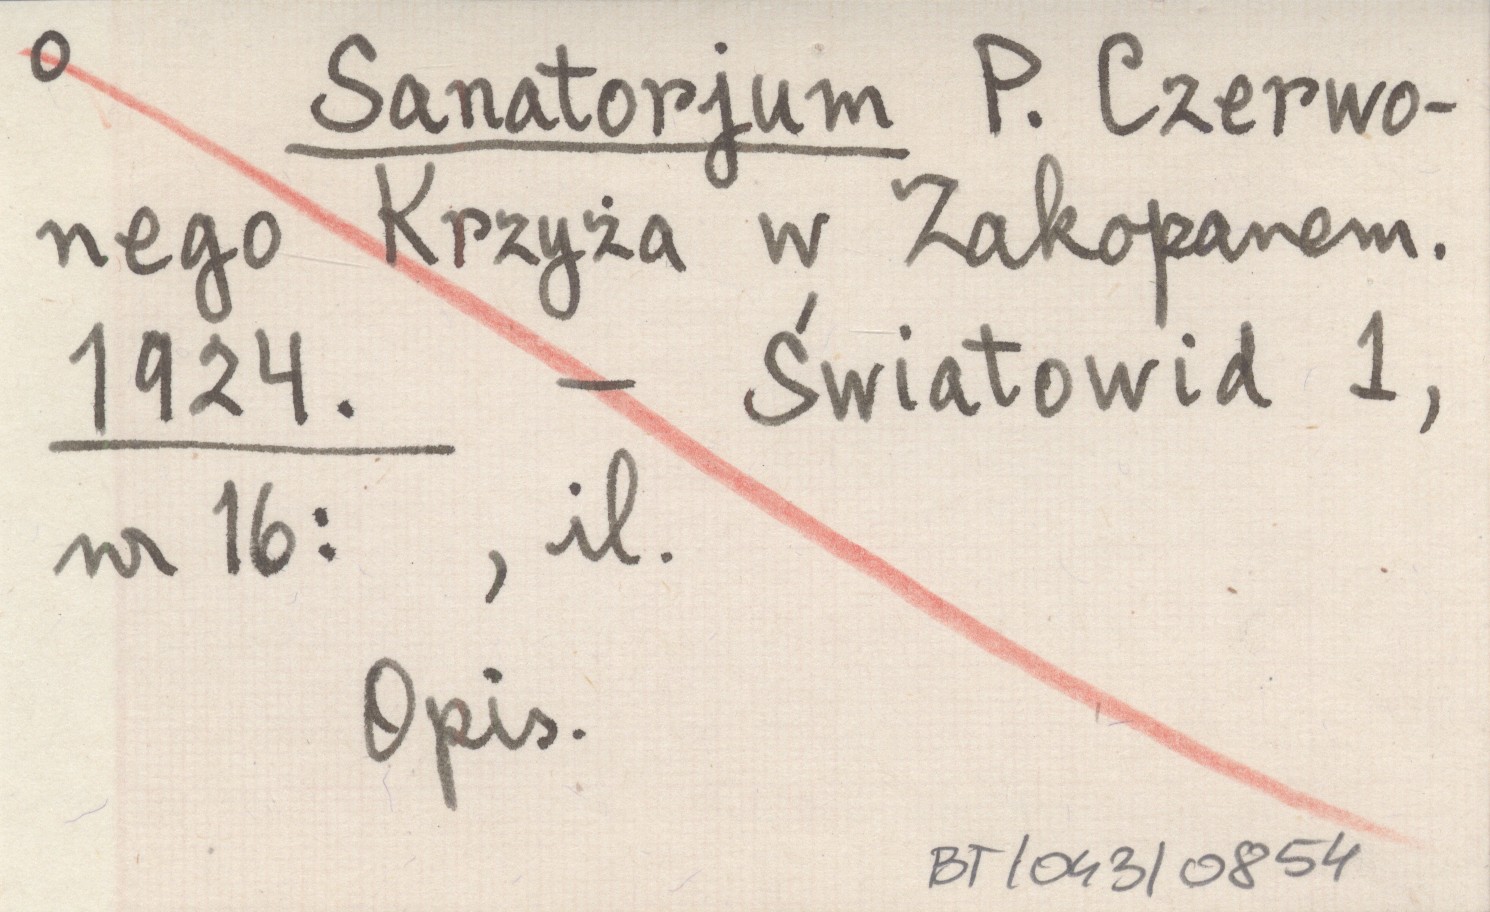 o Sanatorjum P. Czerwo-
nego Krzyża w Zakopanem.
1924. – Światowid 1,
nr 16: , il.
Opis.
BT/043/0854